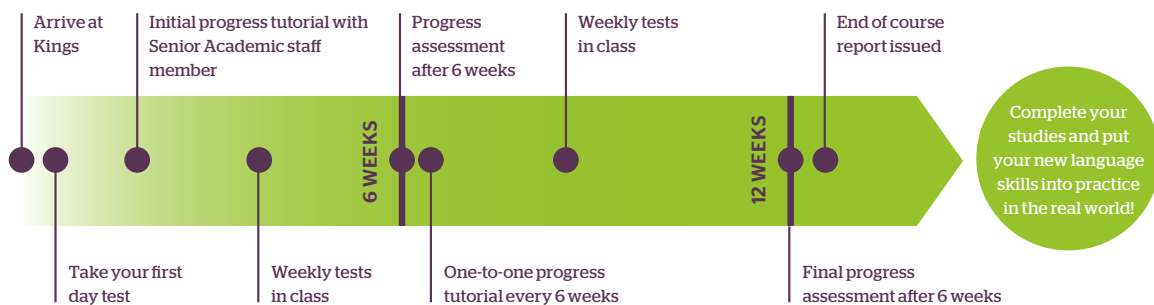 Arrive at
Kings
Initial progress tutorial with
Senior Academic staff
member
Progress
assessment
after 6 weeks
Weekly tests
in class
End of course
report issued
6 WEEKS
12 WEEKS
Complete your
studies and put
your new language
skills into practice
in the real world!
Take your first
day test
Weekly tests
in class
One-to-one progress
tutorial every 6 weeks
Final progress
assessment after 6 weeks